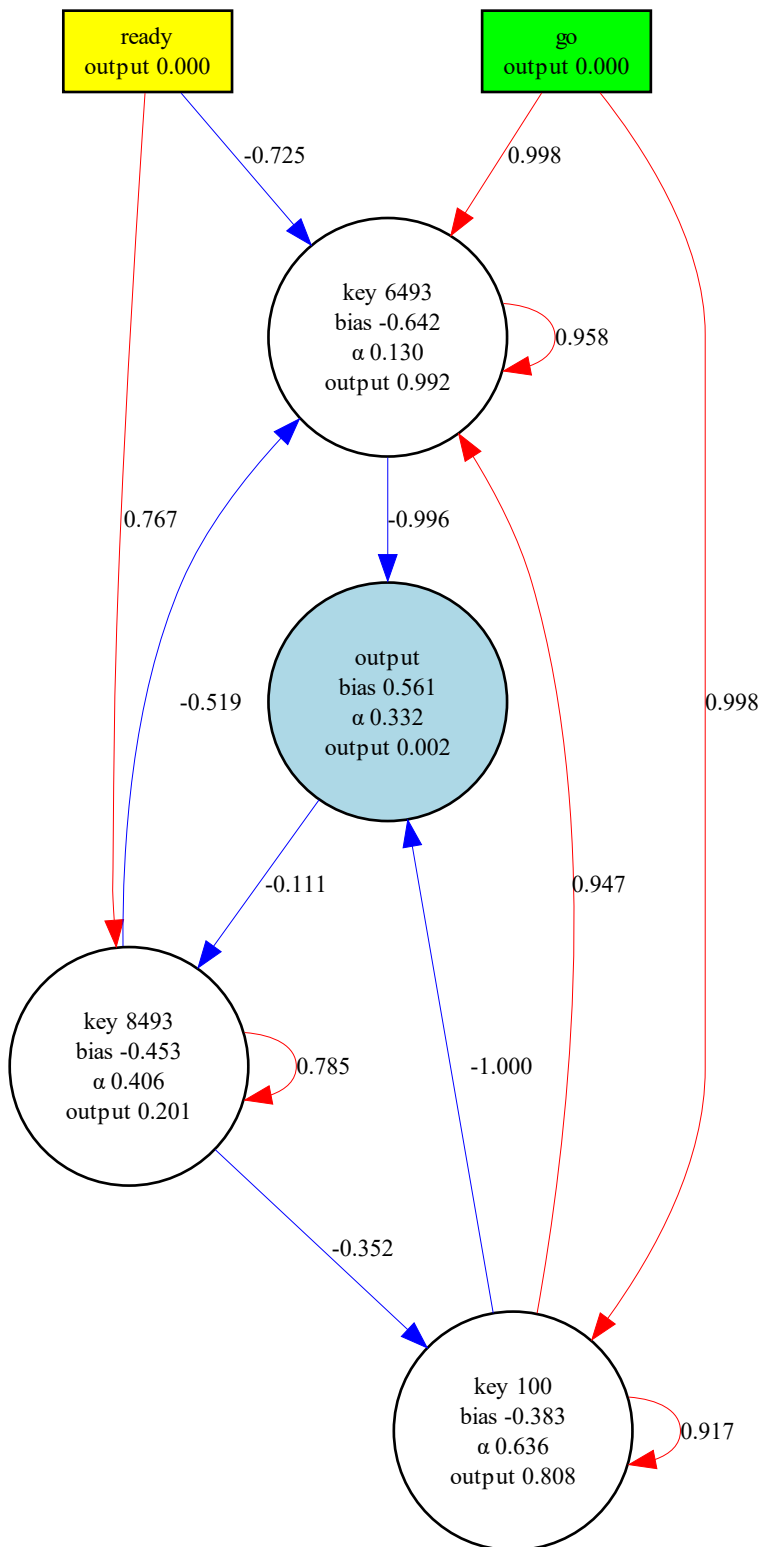 ready
output 0.000
go
output 0.000
-0.725
0.998
key 6493
bias -0.642
α 0.130
output 0.992
0.958
0.767
-0.996
output
bias 0.561
α 0.332
output 0.002
-0.519
0.998
-0.111
0.947
key 8493
bias -0.453
α 0.406
output 0.201
0.785
-1.000
-0.352
key 100
bias -0.383
α 0.636
output 0.808
0.917